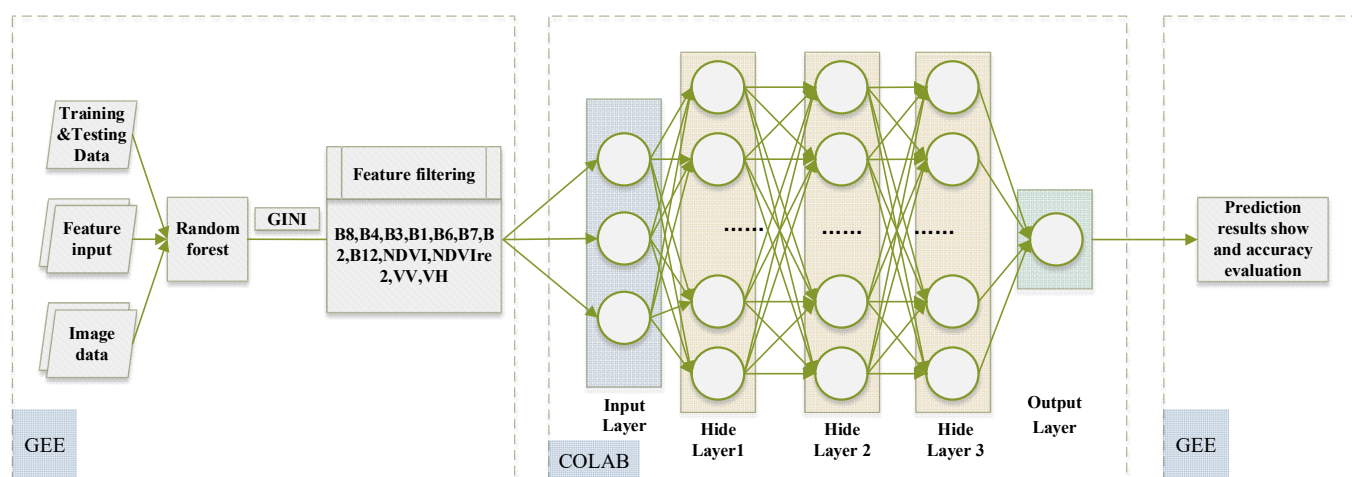 Training
&Testing
Data
Feature
input
Image
data
Random
forest
GINI
Feature filtering
B8,B4,B3,B1,B6,B7,B
2,B12,NDVI,NDVIre
2,VV,VH
GEE
Input
Layer
......
Hide
Layer1
......
Hide
Layer 2
......
Hide
Layer 3
Output
Layer
COLAB
Prediction
results show
and accuracy
evaluation
GEE